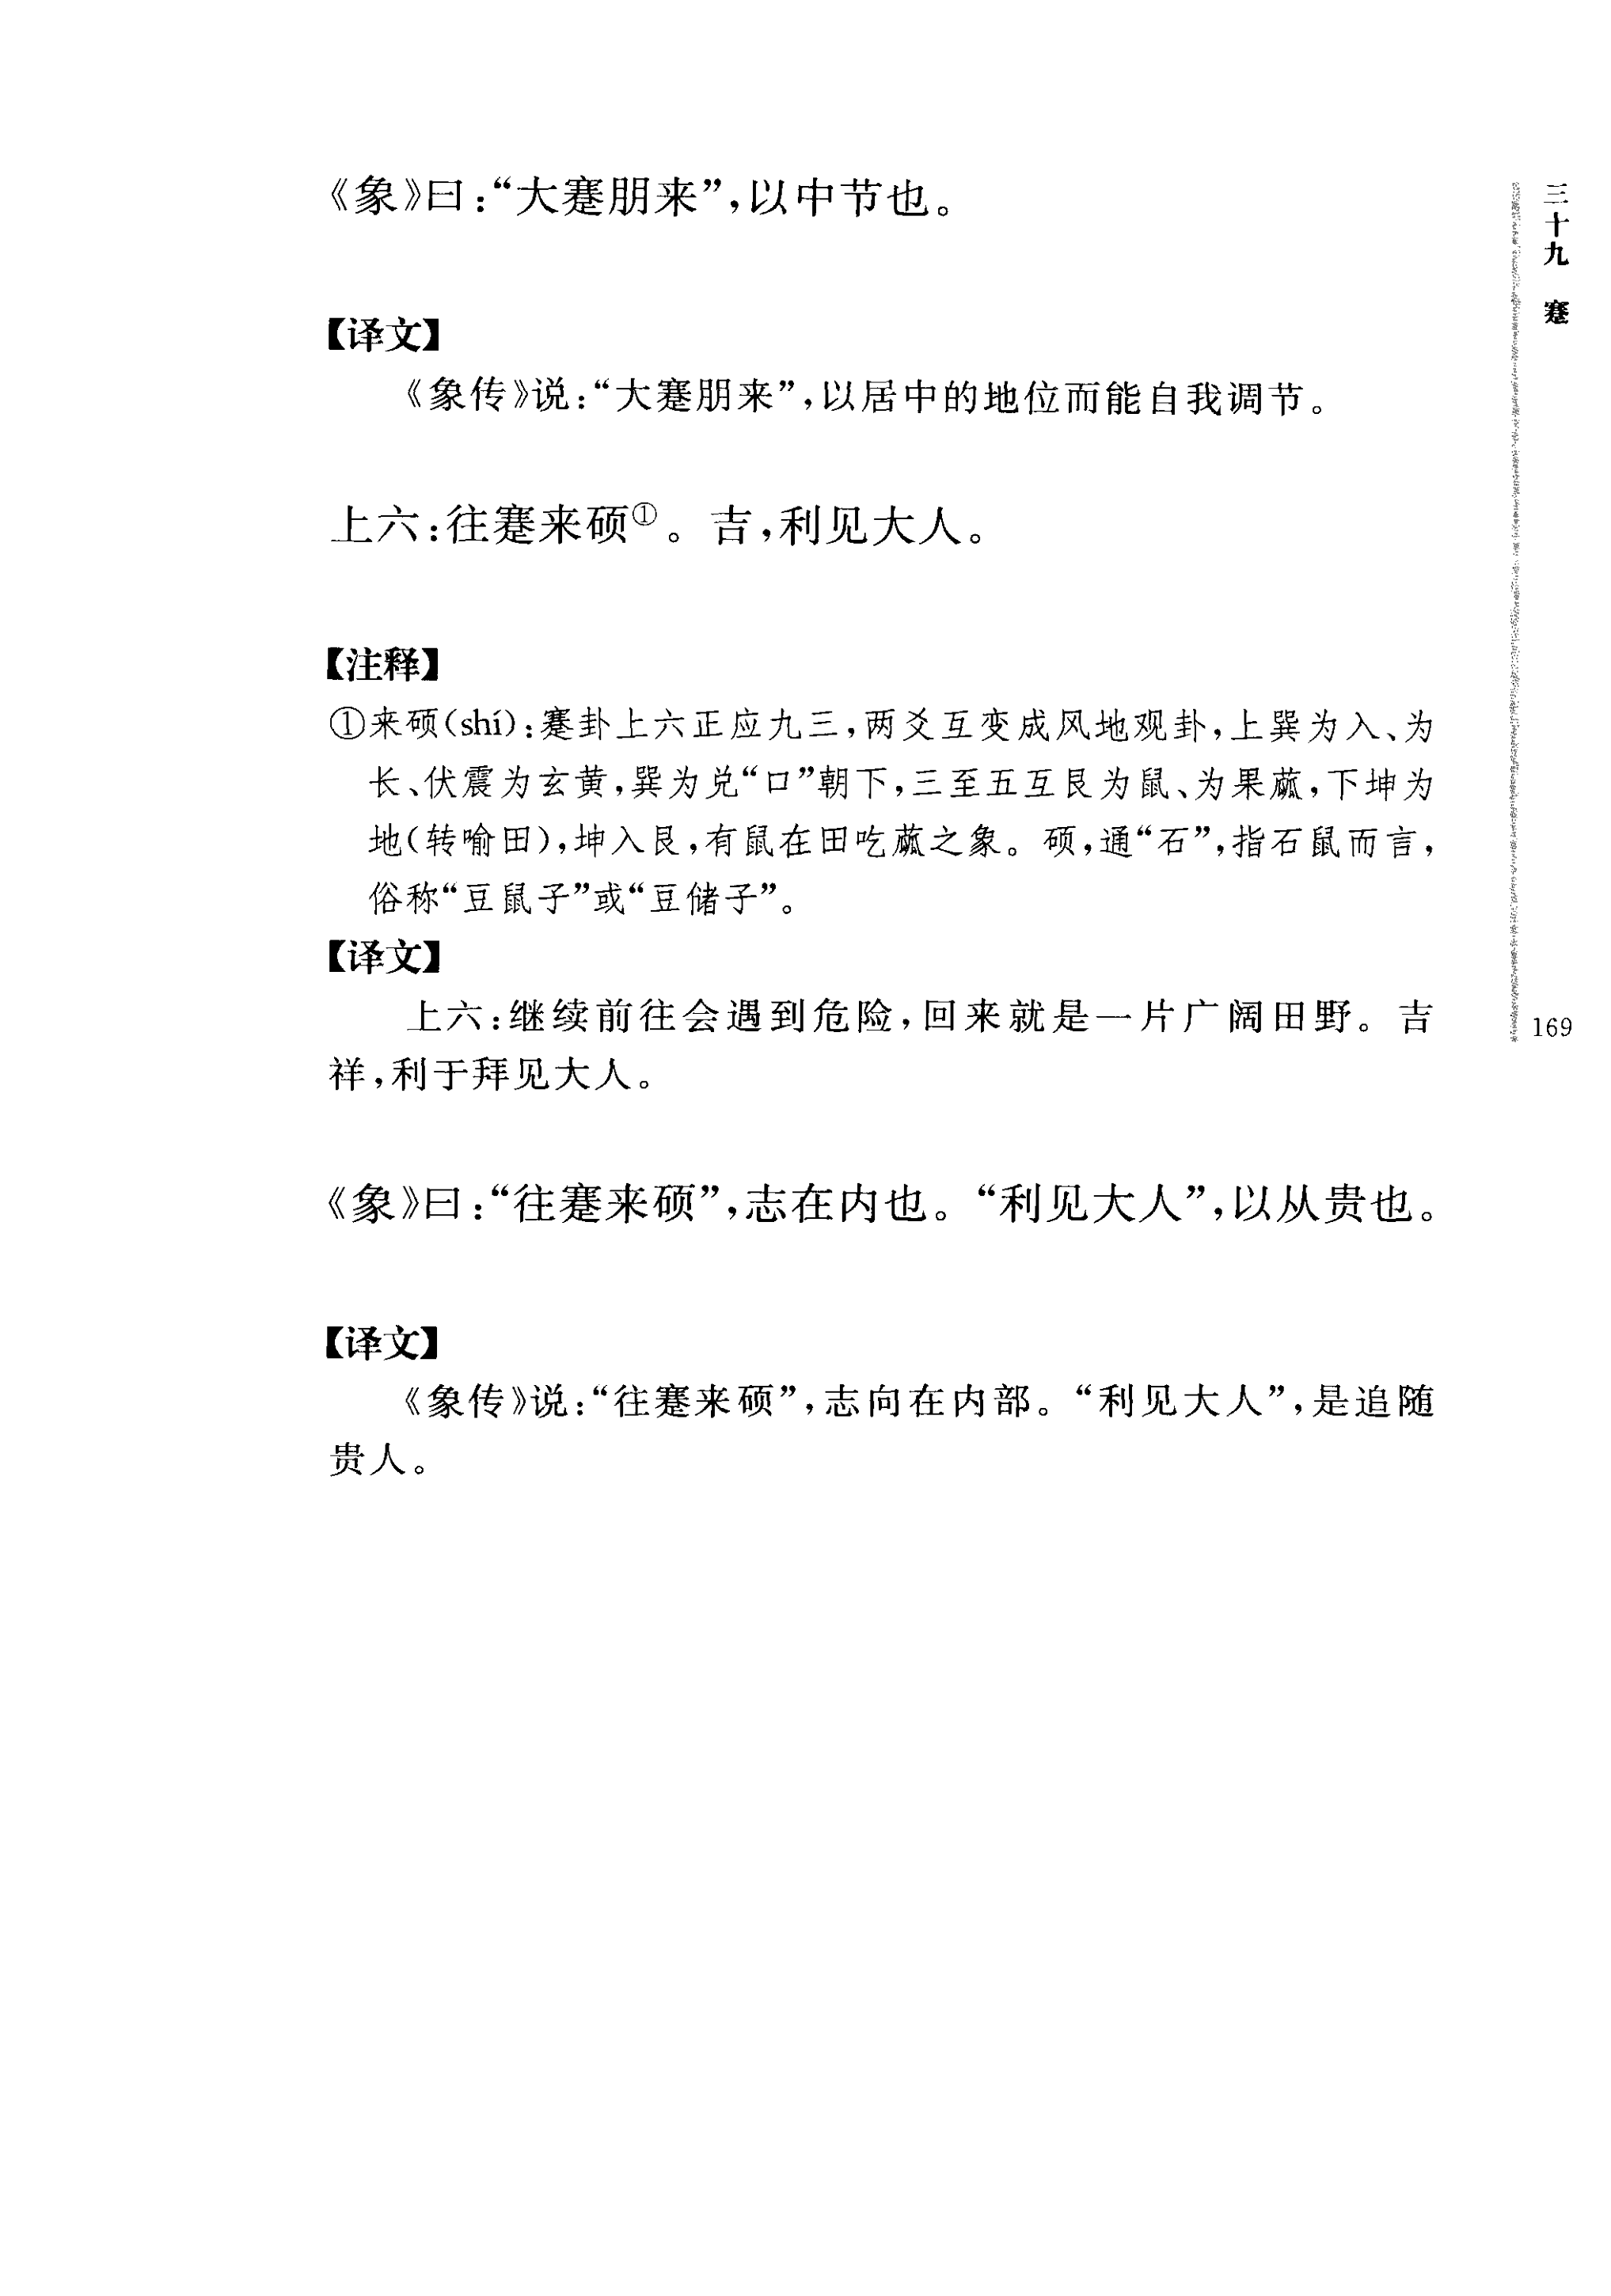 《象》曰：“大蹇朋来”，以中节也。
【译文】
《象传》说：“大蹇朋来”，以居中的地位而能自我调节。
上六：往蹇来硕①。吉，利见大人。
【注释】
①来硕（shí）：蹇卦上六正应九三，两爻互变成风地观卦，上巽为入、为
长、伏震为玄黄，巽为兑“口”朝下，三至五互艮为鼠、为果蓏，下坤为
地（转喻田），坤入艮，有鼠在田吃蓏之象。硕，通“石”，指石鼠而言，
俗称“豆鼠子”或“豆储子”。
【译文】
上六：继续前往会遇到危险，回来就是一片广阔田野。吉
祥，利于拜见大人。
《象》曰：“往蹇来硕”，志在内也。“利见大人”，以从贵也。
【译文】
《象传》说：“往蹇来硕”，志向在内部。“利见大人”，是追随
贵人。
三十九 蹇
169